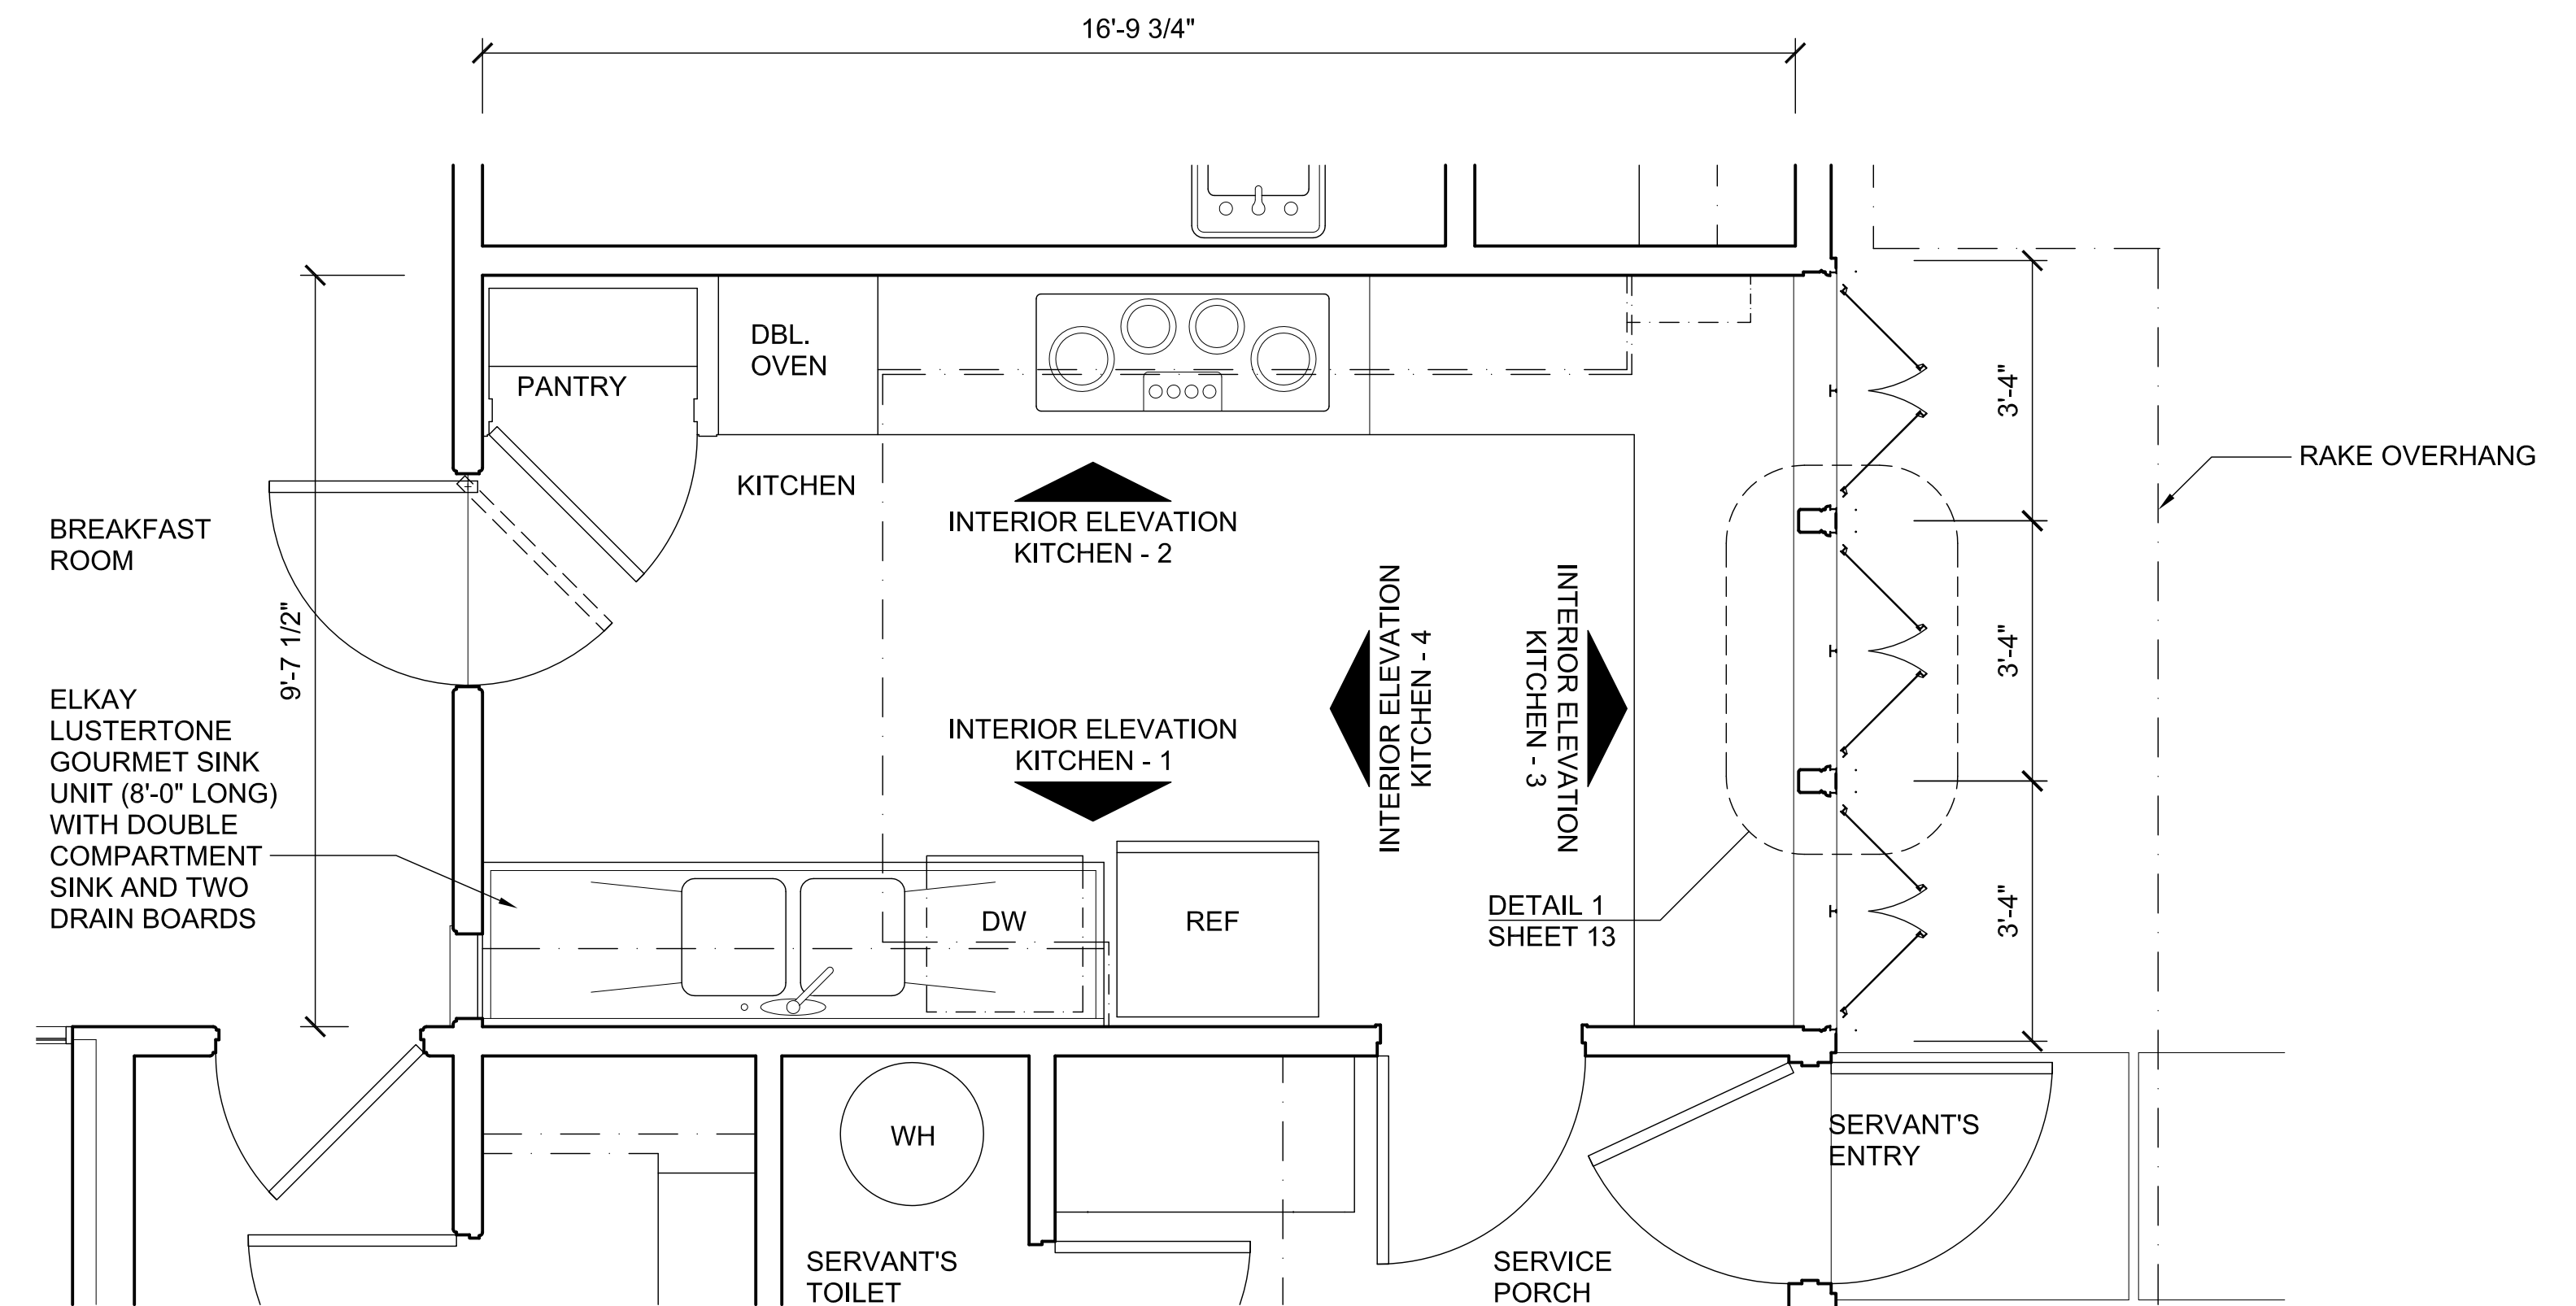 16'-9 3/4"
DBL.
OVEN
PANTRY
3'-4"
RAKE OVERHANG
KITCHEN
INTERIOR ELEVATION
KITCHEN - 2
BREAKFAST
ROOM
9'-7 1/2"
INTERIOR ELEVATION
KITCHEN - 4
INTERIOR ELEVATION
KITCHEN - 3
3'-4"
ELKAY
LUSTERTONE
GOURMET SINK
UNIT (8'-0" LONG)
WITH DOUBLE
COMPARTMENT
SINK AND TWO
DRAIN BOARDS
INTERIOR ELEVATION
KITCHEN - 1
DW
REF
DETAIL 1
SHEET 13
3'-4"
WH
SERVANT'S
ENTRY
SERVANT'S
TOILET
SERVICE
PORCH